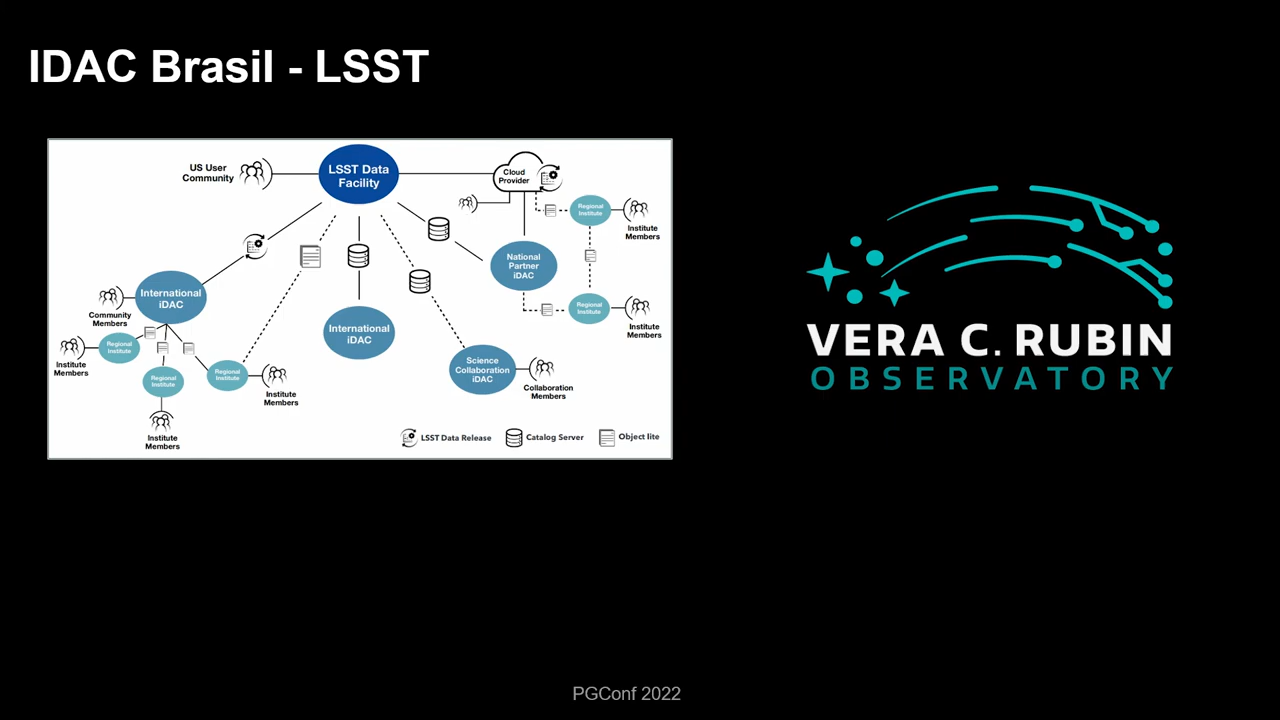 IDAC Brasil - LSST
US User
Community
LSST Data
Facility
Cloud
Provider
Regional
Institute
Institute
Members
National
Partner
iDAC
International
iDAC
Community
Members
Regional
Institute
Institute
Members
Regional
Institute
Institute
Members
Regional
Institute
Institute
Members
International
iDAC
Science
Collaboration
iDAC
Collaboration
Members
Regional
Institute
Institute
Members
LSST Data Release
Catalog Server
Object lite
VERA C. RUBIN
OBSERVATORY
PGConf 2022